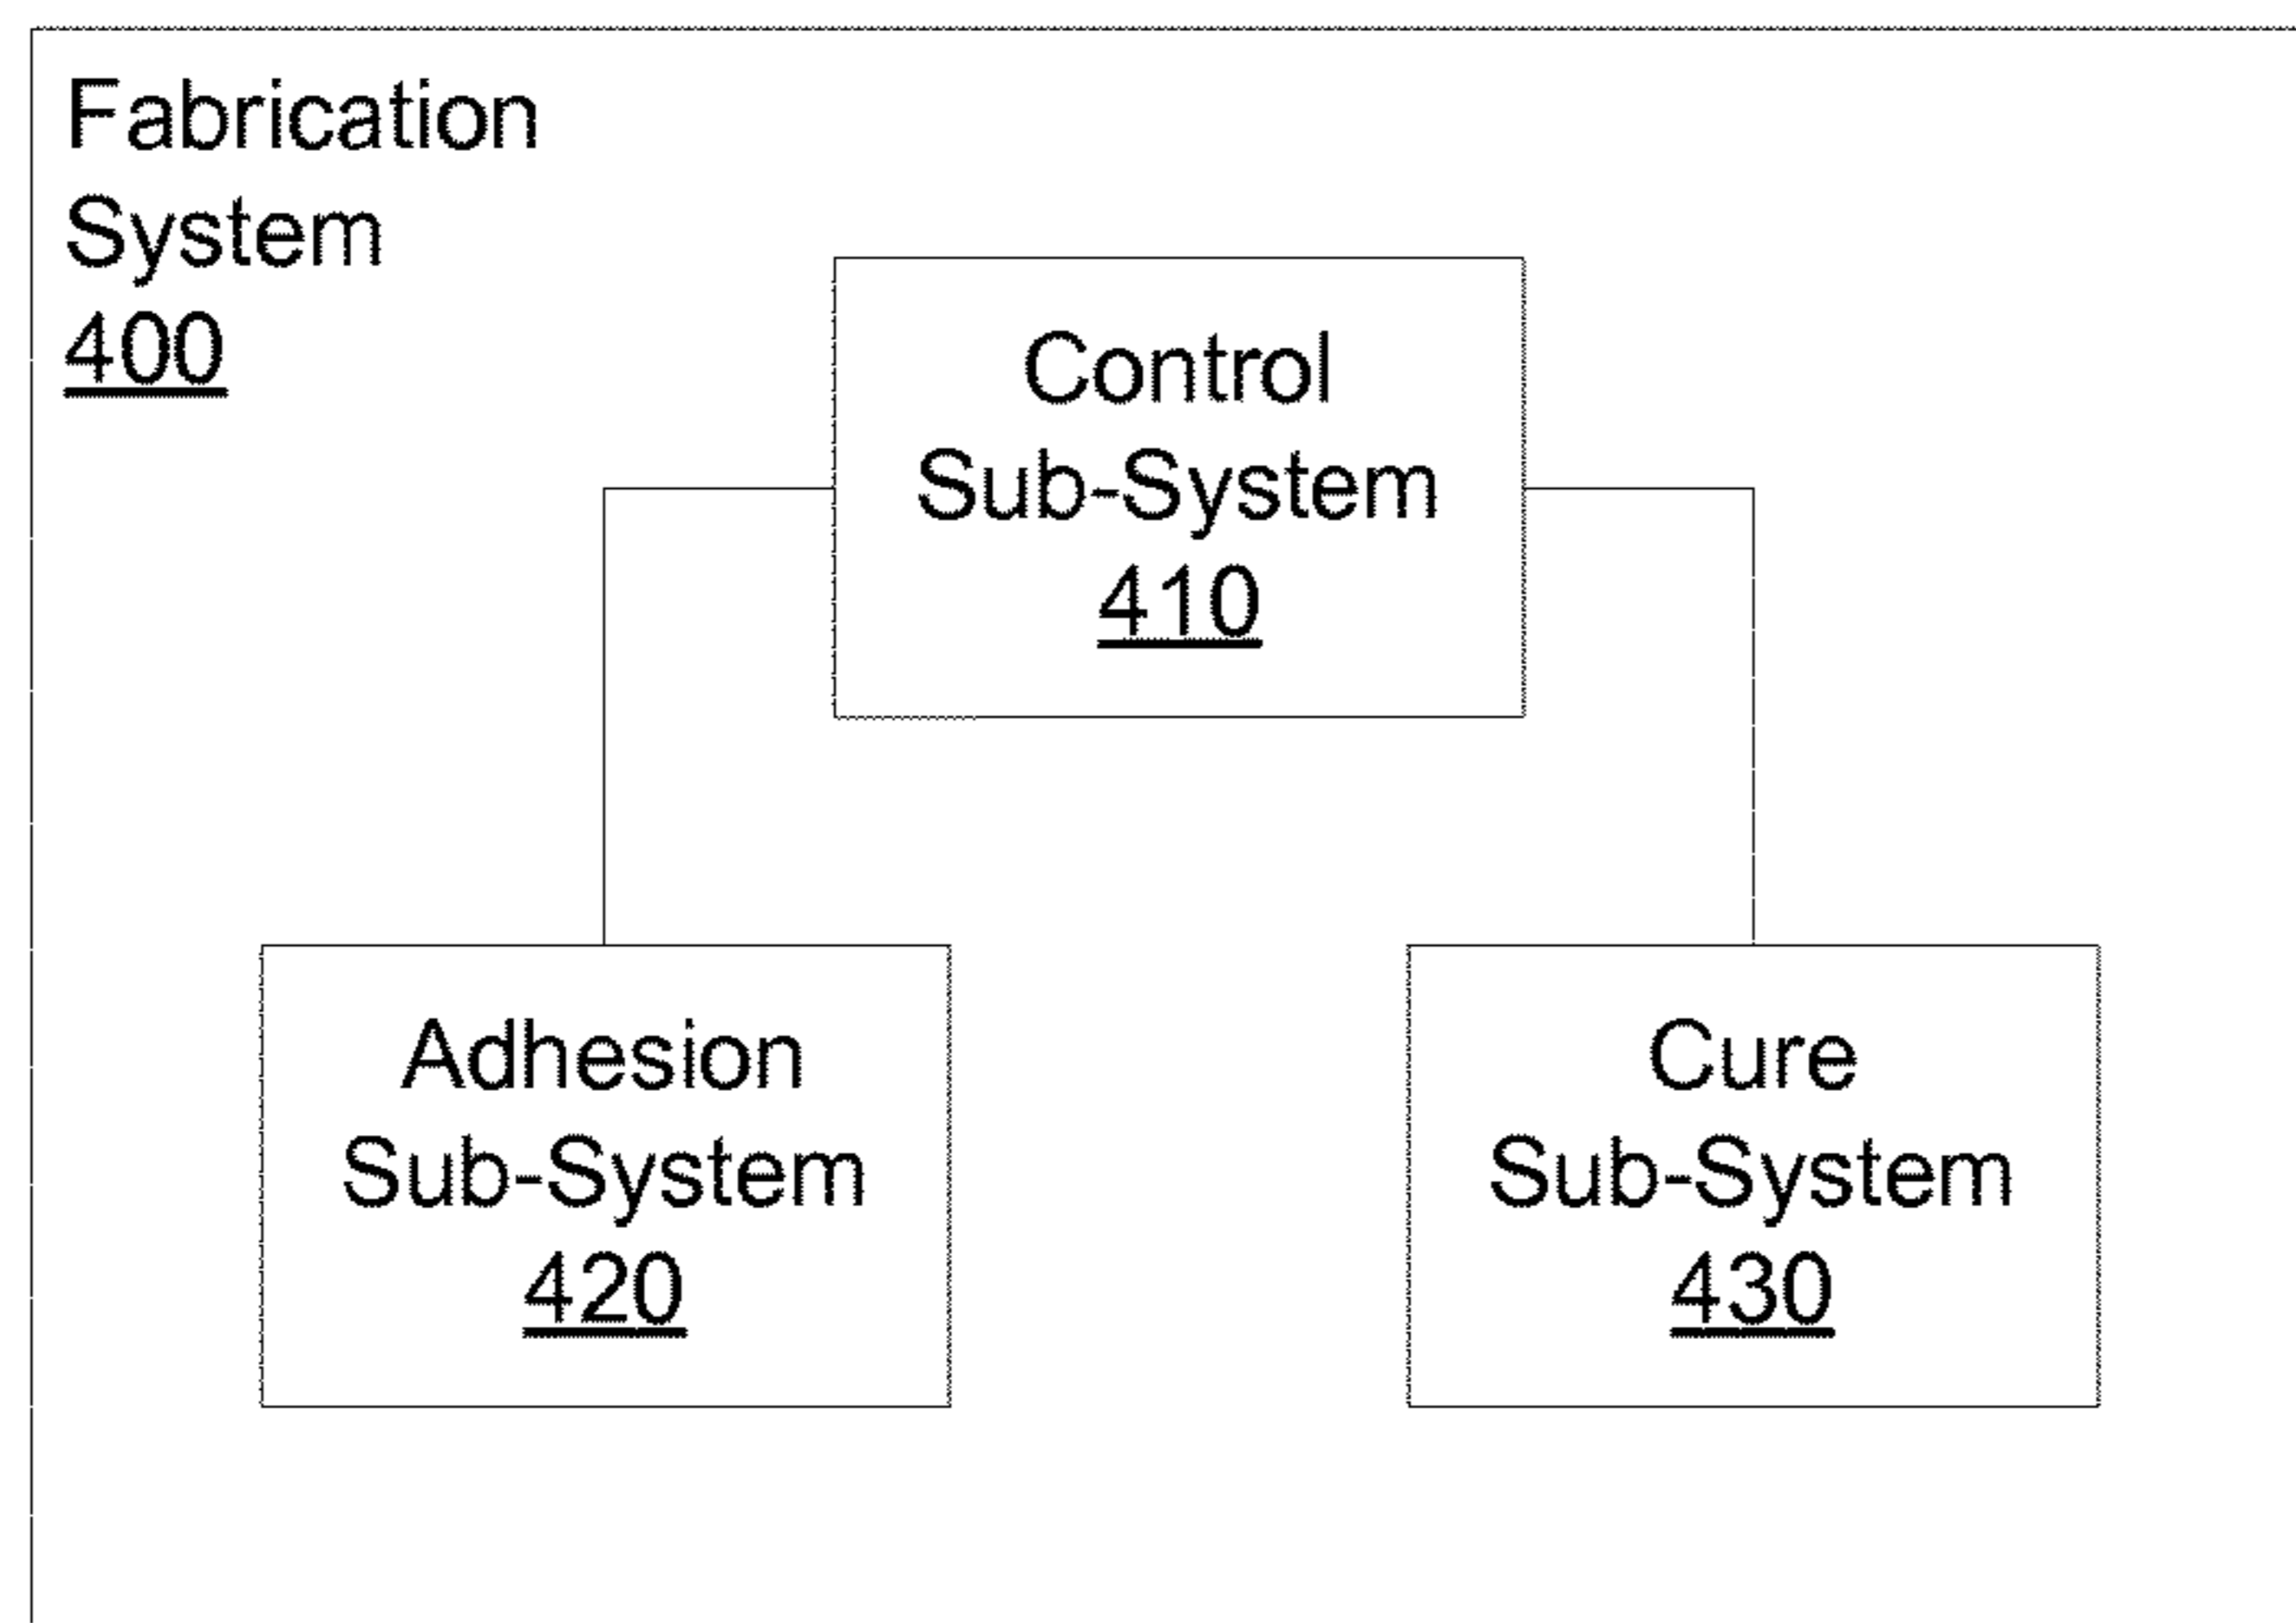 Fabrication
System
400
Control
Sub-System
410
Adhesion
Sub-System
420
Cure
Sub-System
430